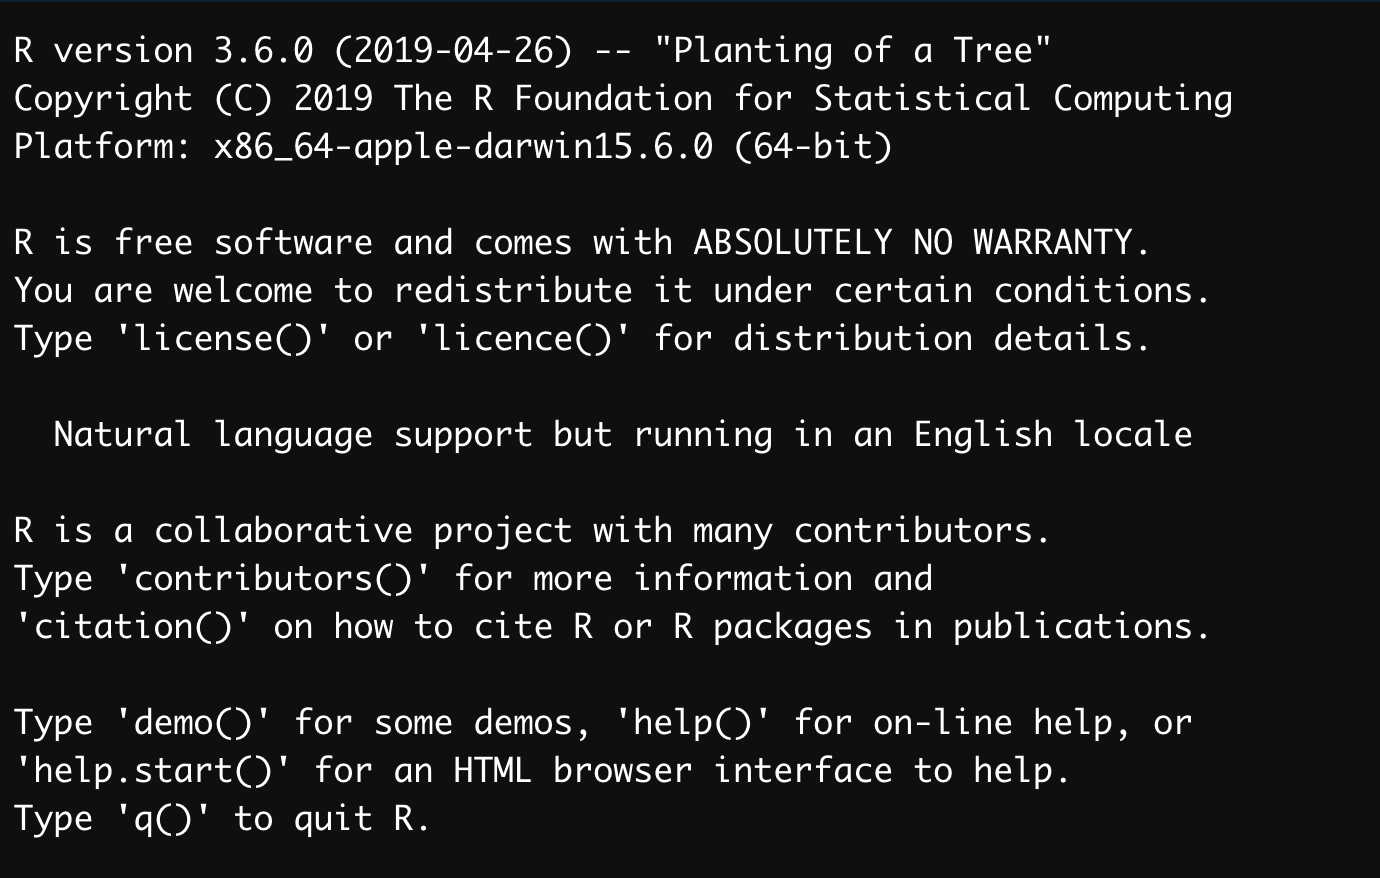 R version 3.6.0 (2019-04-26) -- "Planting of a Tree"
Copyright (C) 2019 The R Foundation for Statistical Computing
Platform: x86_64-apple-darwin15.6.0 (64-bit)

R is free software and comes with ABSOLUTELY NO WARRANTY.
You are welcome to redistribute it under certain conditions.
Type 'license()' or 'licence()' for distribution details.

  Natural language support but running in an English locale

R is a collaborative project with many contributors.
Type 'contributors()' for more information and
'citation()' on how to cite R or R packages in publications.

Type 'demo()' for some demos, 'help()' for on-line help, or
'help.start()' for an HTML browser interface to help.
Type 'q()' to quit R.